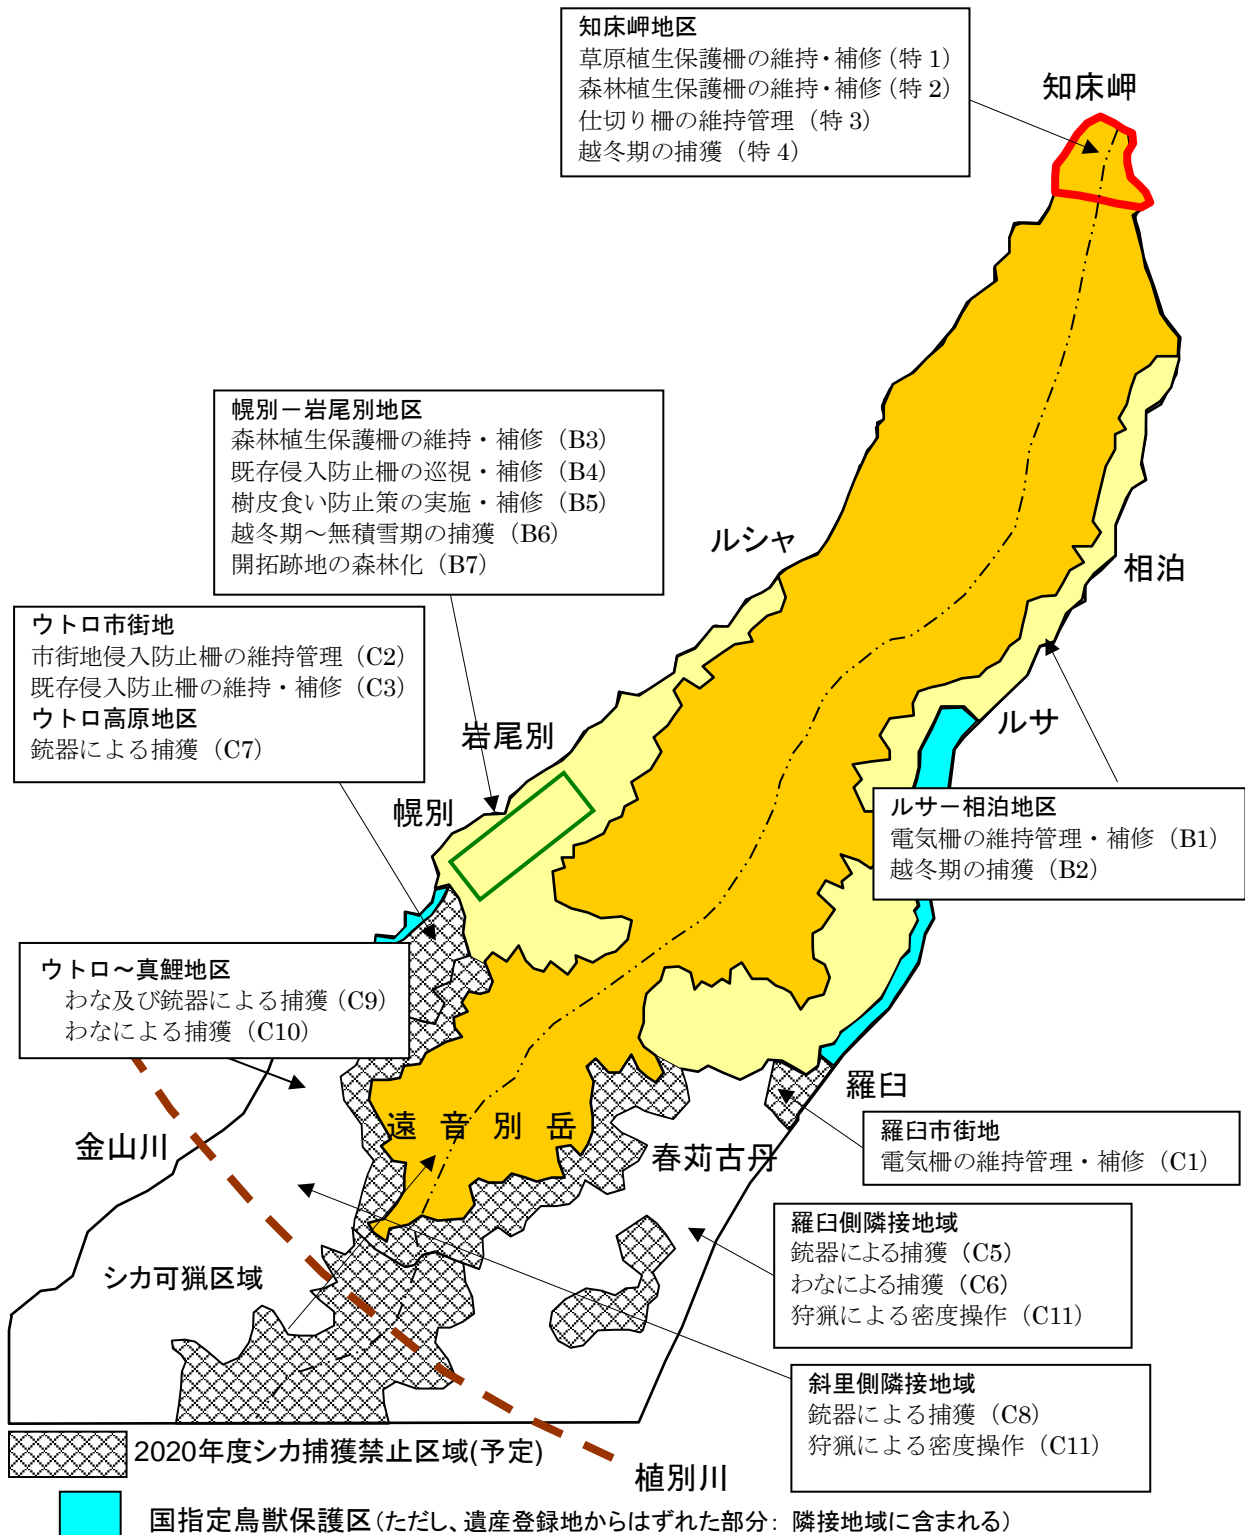 知床岬地区
草原植生保護柵の維持・補修（特 1）
森林植生保護柵の維持・補修（特 2）
仕切り柵の維持管理（特 3）
越冬期の捕獲（特 4）
知床岬
幌別－岩尾別地区
森林植生保護柵の維持・補修（B3）
既存侵入防止柵の巡視・補修（B4）
樹皮食い防止策の実施・補修（B5）
越冬期～無積雪期の捕獲（B6）
開拓跡地の森林化（B7）
ルシャ
相泊
ウトロ市街地
市街地侵入防止柵の維持管理（C2）
既存侵入防止柵の維持・補修（C3）
ウトロ高原地区
銃器による捕獲（C7）
岩尾別
ルサ
幌別
ルサ－相泊地区
電気柵の維持管理・補修（B1）
越冬期の捕獲（B2）
ウトロ～真鯉地区
わな及び銃器による捕獲（C9）
わなによる捕獲（C10）
羅臼
遠音別岳
金山川
春苅古丹
羅臼市街地
電気柵の維持管理・補修（C1）
羅臼側隣接地域
銃器による捕獲（C5）
わなによる捕獲（C6）
狩猟による密度操作（C11）
シカ可猟区域
斜里側隣接地域
銃器による捕獲（C8）
狩猟による密度操作（C11）
2020年度シカ捕獲禁止区域(予定)
植別川
国指定鳥獣保護区（ただし、遺産登録地からはずれた部分：隣接地域に含まれる）